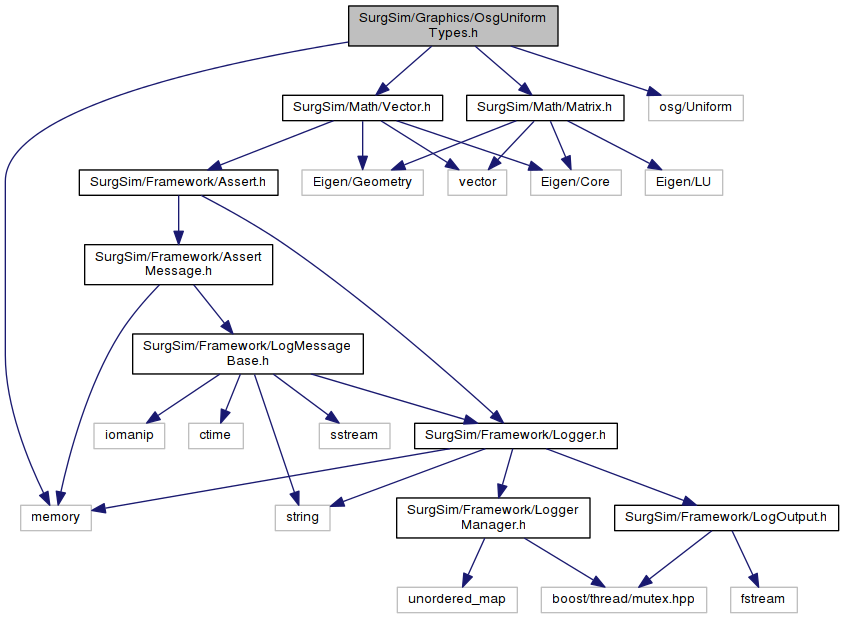 SurgSim/Graphics/OsgUniform
Types.h
SurgSim/Math/Vector.h
SurgSim/Math/Matrix.h
osg/Uniform
SurgSim/Framework/Assert.h
Eigen/Geometry
vector
Eigen/Core
Eigen/LU
SurgSim/Framework/Assert
Message.h
SurgSim/Framework/LogMessage
Base.h
iomanip
ctime
sstream
SurgSim/Framework/Logger.h
memory
string
SurgSim/Framework/Logger
Manager.h
SurgSim/Framework/LogOutput.h
unordered_map
boost/thread/mutex.hpp
fstream